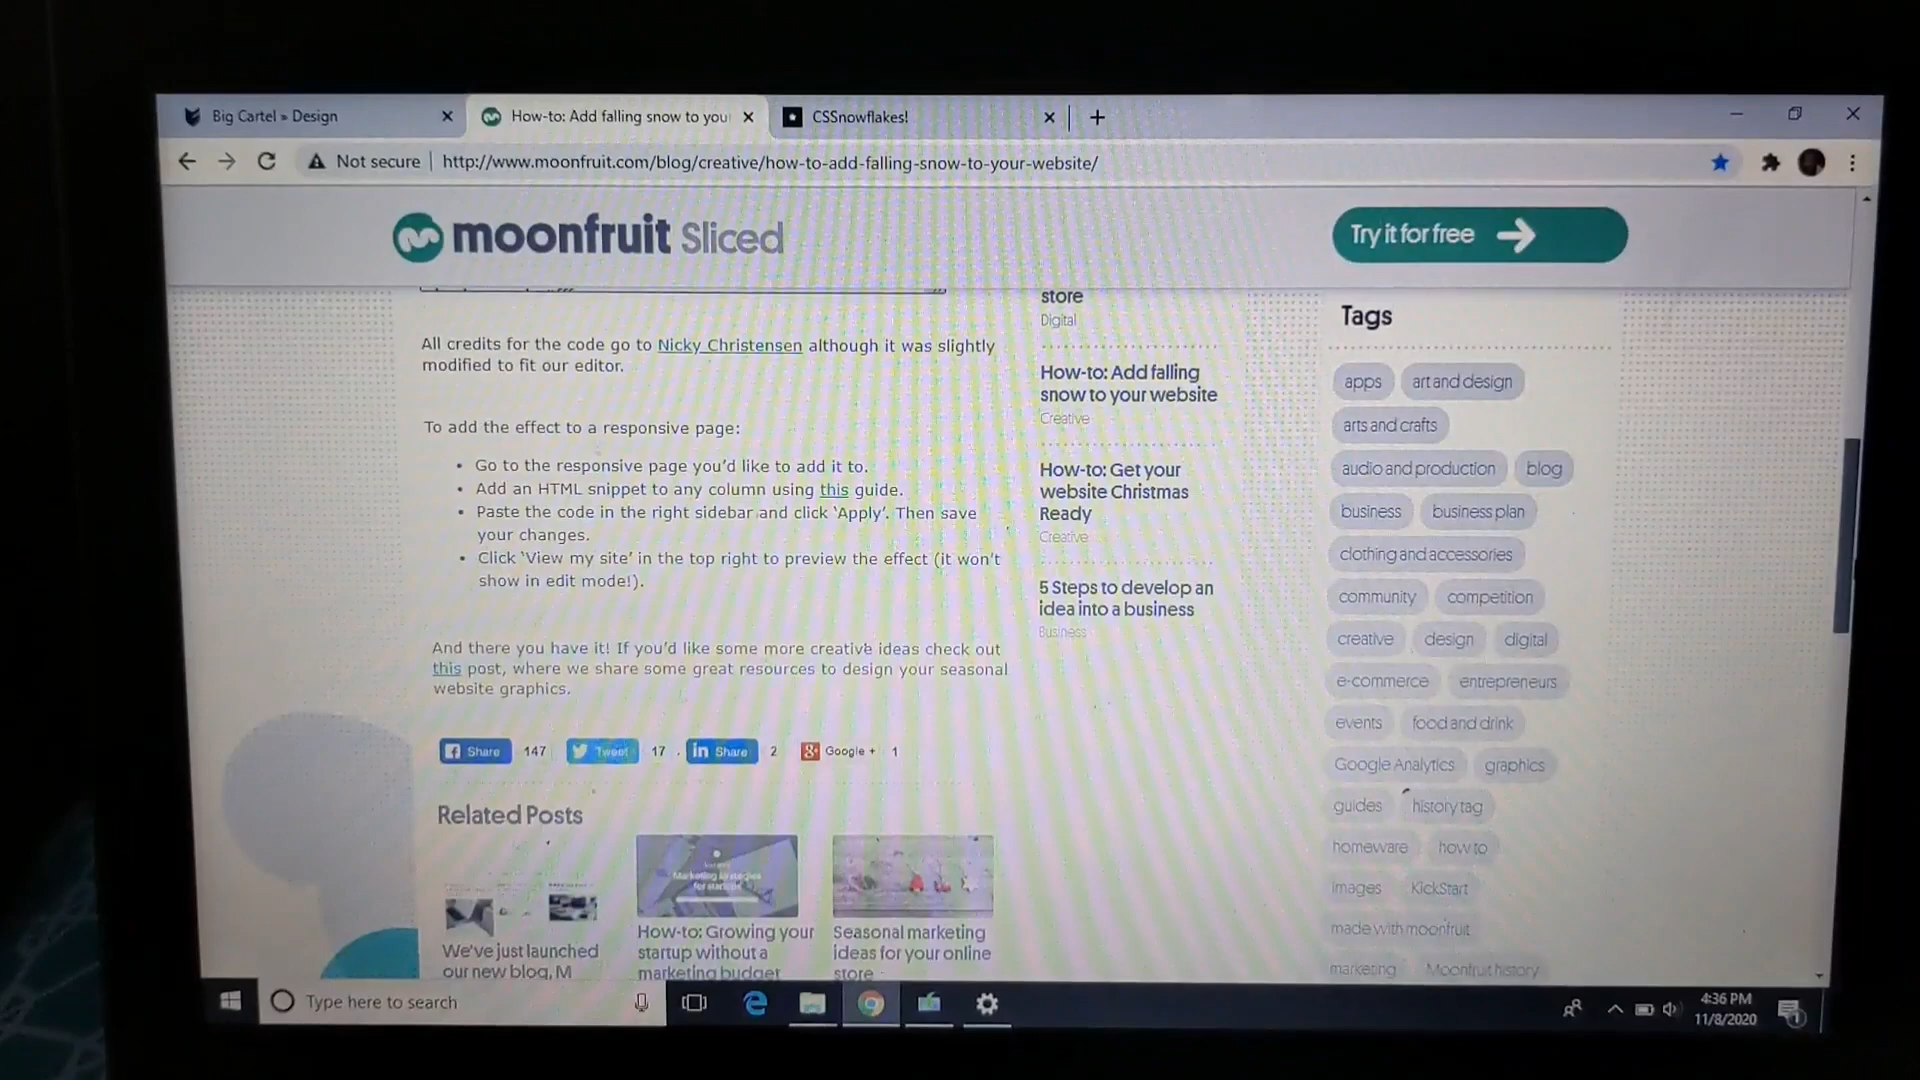 Big Cartel » Design
How-to: Add falling snow to you
CSSnowflakes!
Not secure
http://www.moonfruit.com/blog/creative/how-to-add-falling-snow-to-your-website/
moonfruit Sliced
Try it for free
All credits for the code go to Nicky Christensen although it was slightly
modified to fit our editor.
To add the effect to a responsive page:
• Go to the responsive page you'd like to add it to.
• Add an HTML snippet to any column using this guide.
• Paste the code in the right sidebar and click 'Apply'. Then save
your changes.
• Click 'View my site' in the top right to preview the effect (it won't
show in edit mode!).
And there you have it! If you'd like some more creative ideas check out
this post, where we share some great resources to design your seasonal
website graphics.
Share 147 Tweet 17 in Share 2 Google + 1
Related Posts
We've just launched
our new blog, M
Marketing strategies
for startups
How-to: Growing your
startup without a
marketing budget
Seasonal marketing
ideas for your online
store
store
Digital
How-to: Add falling
snow to your website
Creative
How-to: Get your
website Christmas
Ready
Creative
5 Steps to develop an
idea into a business
Business
Tags
apps art and design
arts and crafts
audio and production blog
business business plan
clothing and accessories
community competition
creative design digital
e-commerce entrepreneurs
events food and drink
Google Analytics graphics
guides history tag
homeware how to
images KickStart
made with moonfruit
marketing Moonfruit history
Type here to search
4:36 PM
11/8/2020
1